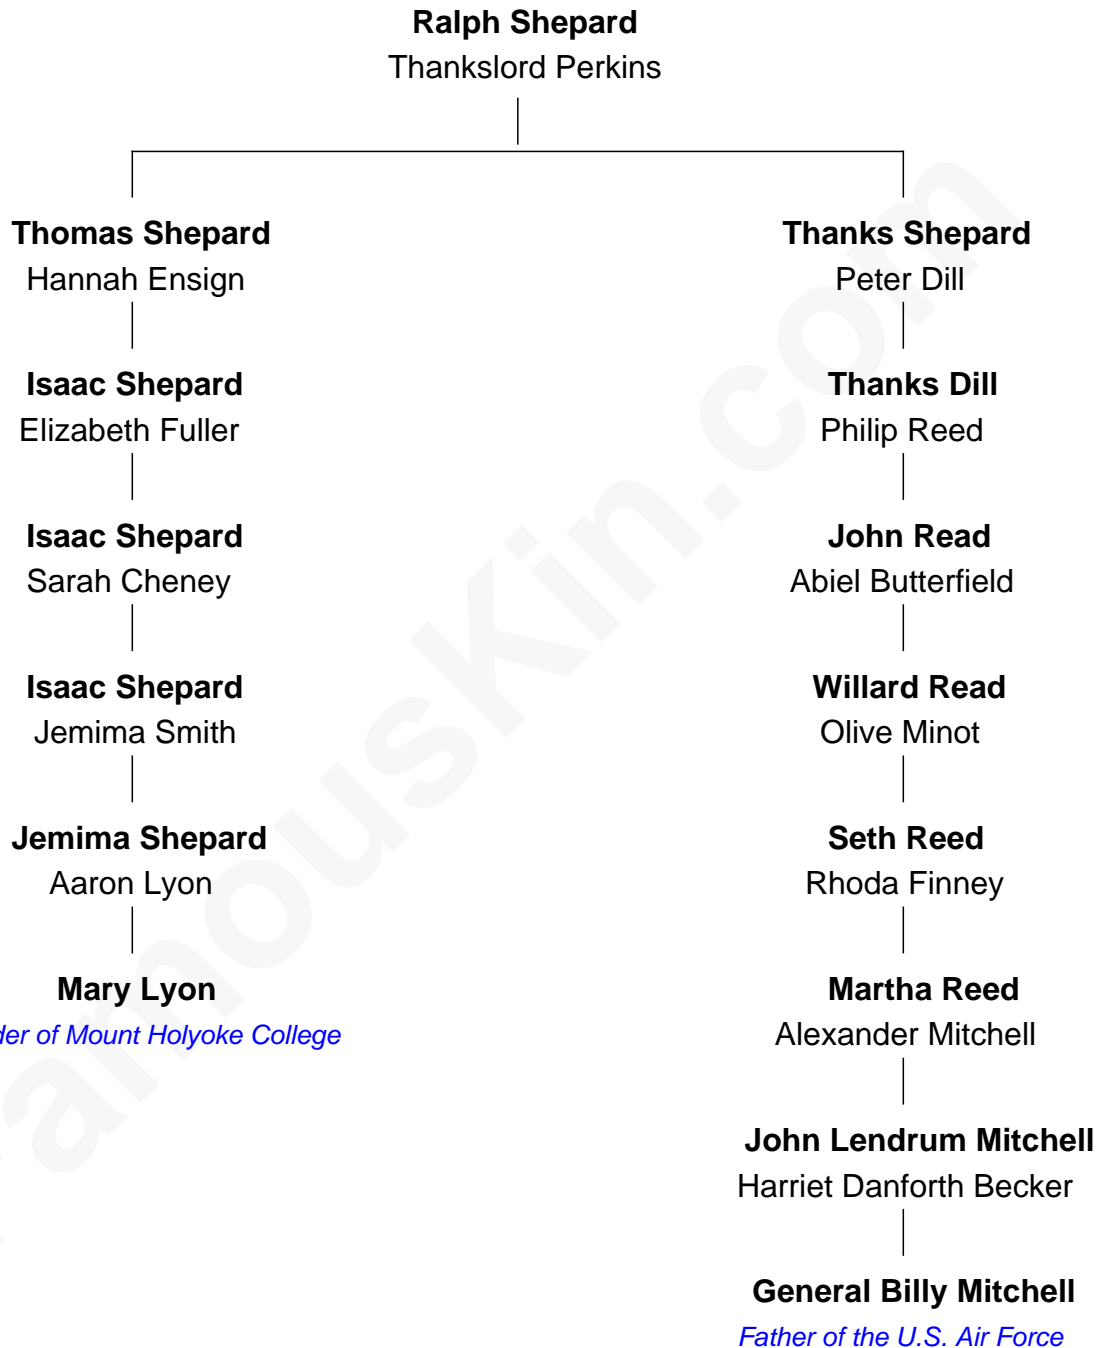 Ralph Shepard
Thankslord Perkins
Thomas Shepard
Hannah Ensign
Isaac Shepard
Elizabeth Fuller
Isaac Shepard
Sarah Cheney
Isaac Shepard
Jemima Smith
Jemima Shepard
Aaron Lyon
Mary Lyon
der of Mount Holyoke College
Thanks Shepard
Peter Dill
Thanks Dill
Philip Reed
John Read
Abiel Butterfield
Willard Read
Olive Minot
Seth Reed
Rhoda Finney
Martha Reed
Alexander Mitchell
John Lendrum Mitchell
Harriet Danforth Becker
General Billy Mitchell
Father of the U.S. Air Force
FamousKin.com